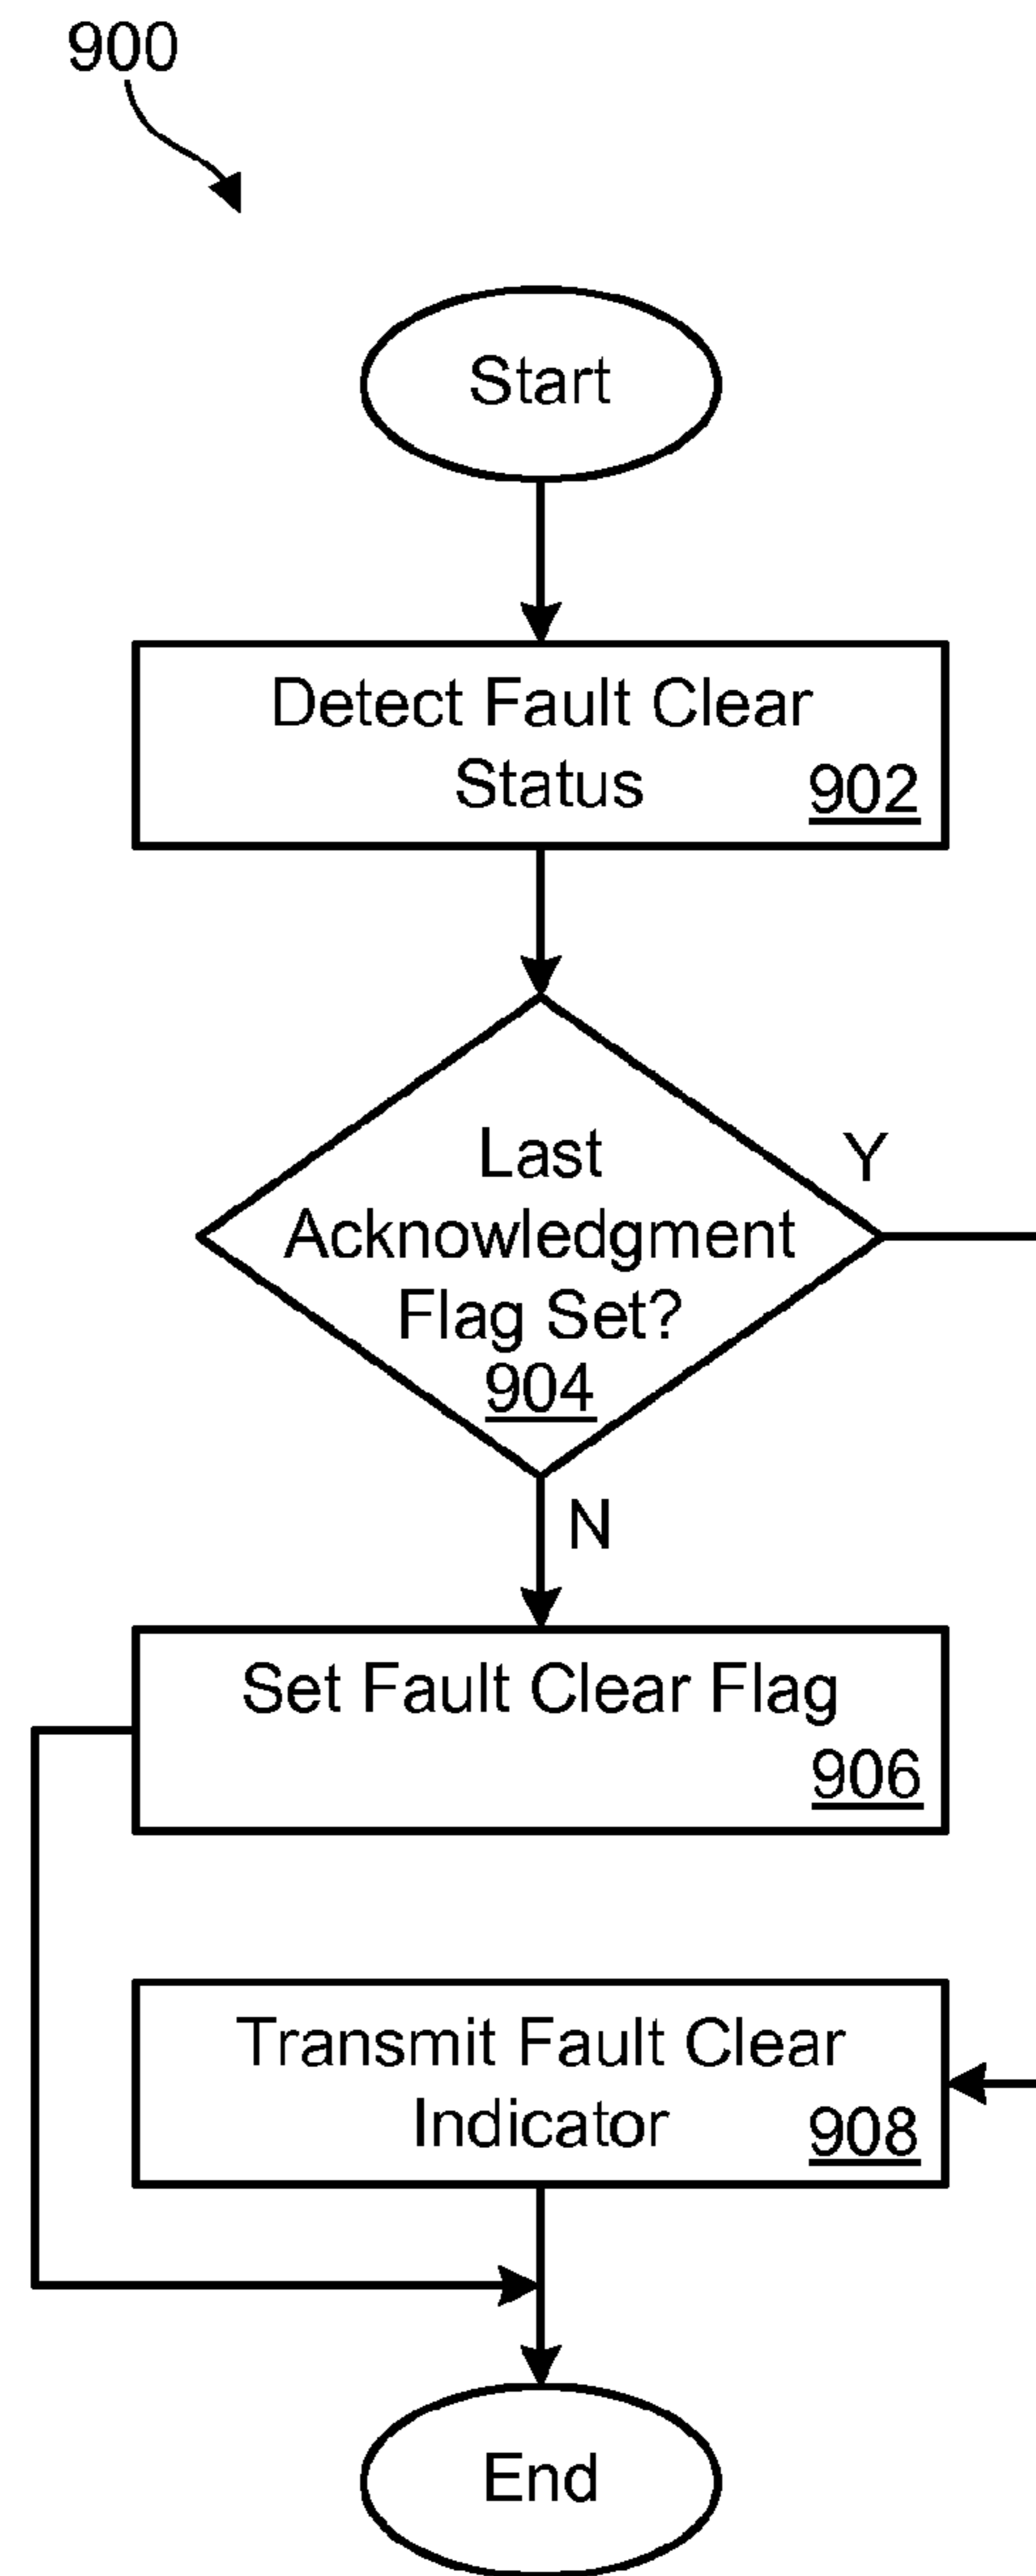 900
Start
Detect Fault Clear
Status
902
Last
Acknowledgment
Flag Set?
904
Y
N
Set Fault Clear Flag
906
Transmit Fault Clear
Indicator
908
End